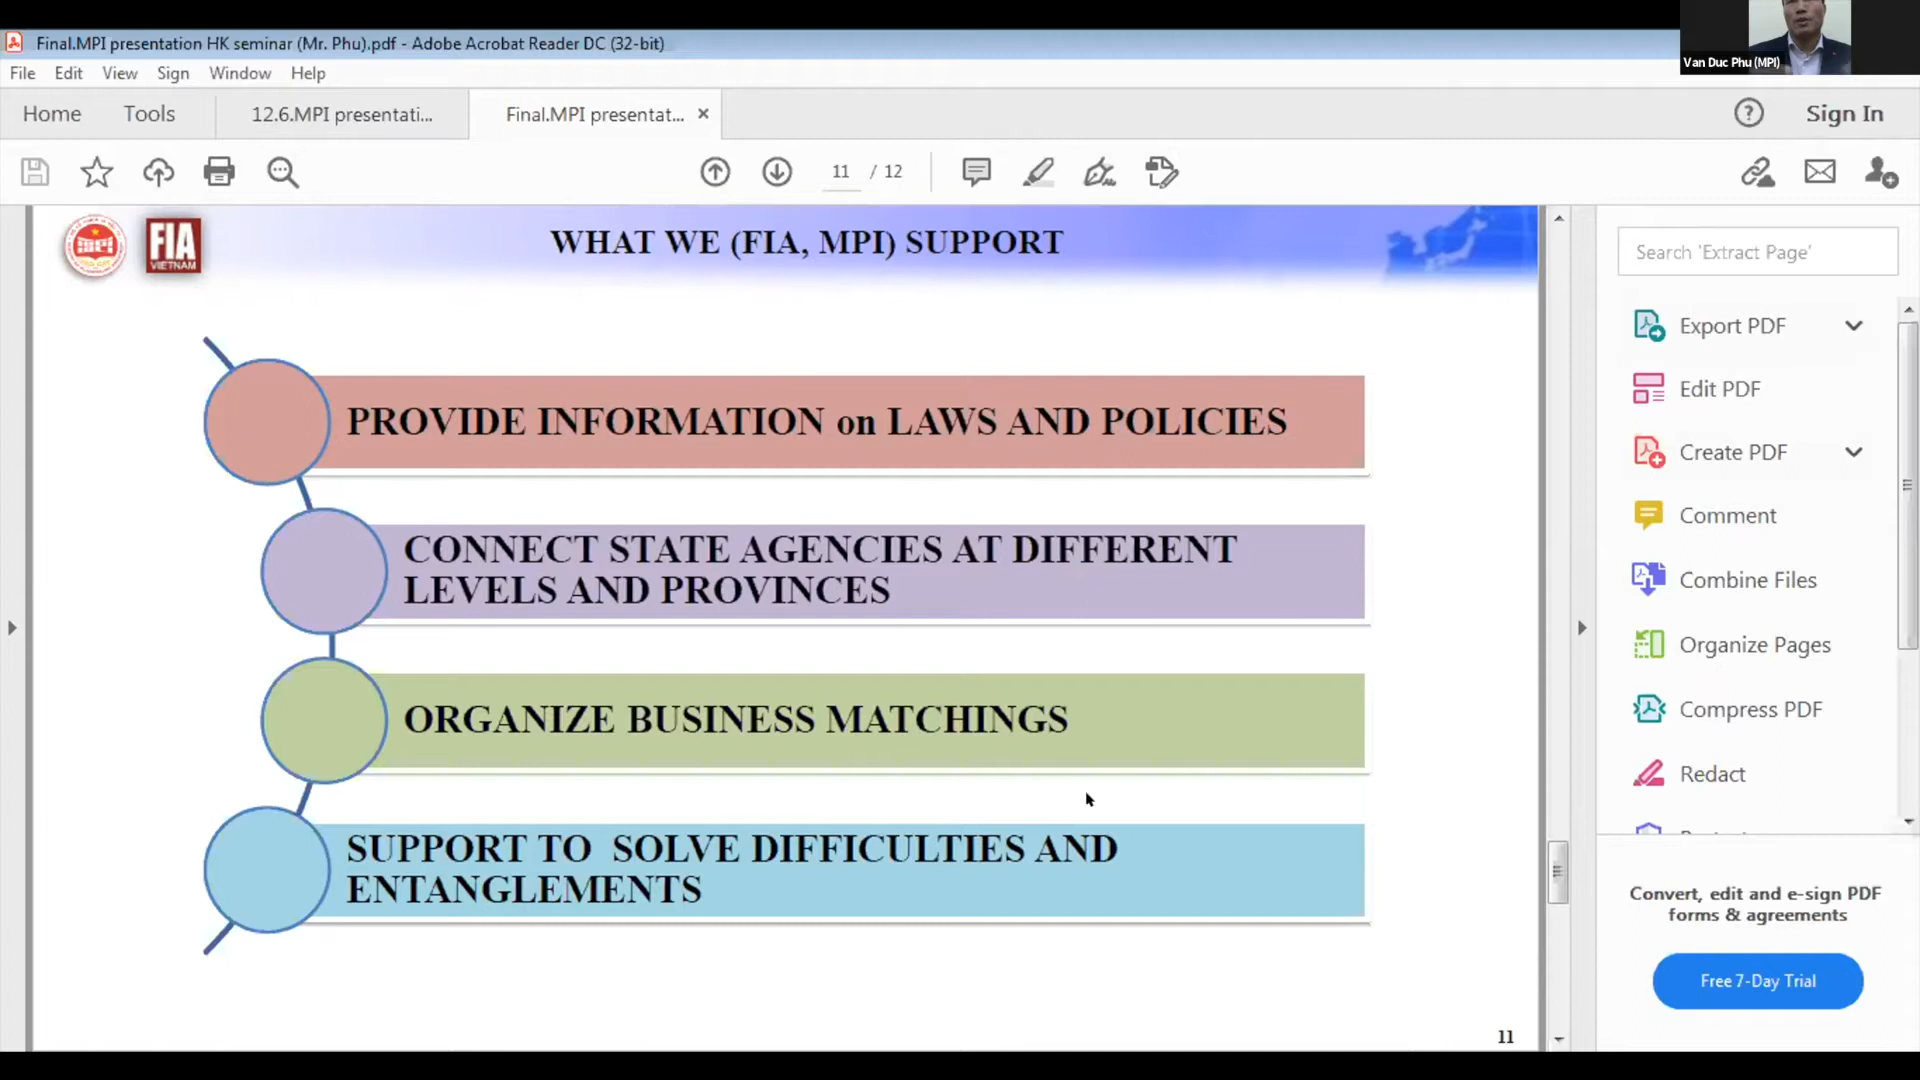 Final.MPI presentation HK seminar (Mr. Phu).pdf - Adobe Acrobat Reader DC (32-bit)
Van Duc Phu (MPI)
File Edit View Sign Window Help
Home Tools 12.6.MPI presentati... Final.MPI presentat... Sign In
11 / 12
MPI
FIA
VIETNAM
WHAT WE (FIA, MPI) SUPPORT
PROVIDE INFORMATION on LAWS AND POLICIES
CONNECT STATE AGENCIES AT DIFFERENT
LEVELS AND PROVINCES
ORGANIZE BUSINESS MATCHINGS
SUPPORT TO SOLVE DIFFICULTIES AND
ENTANGLEMENTS
11
Search 'Extract Page'
Export PDF
Edit PDF
Create PDF
Comment
Combine Files
Organize Pages
Compress PDF
Redact
Convert, edit and e-sign PDF
forms & agreements
Free 7-Day Trial